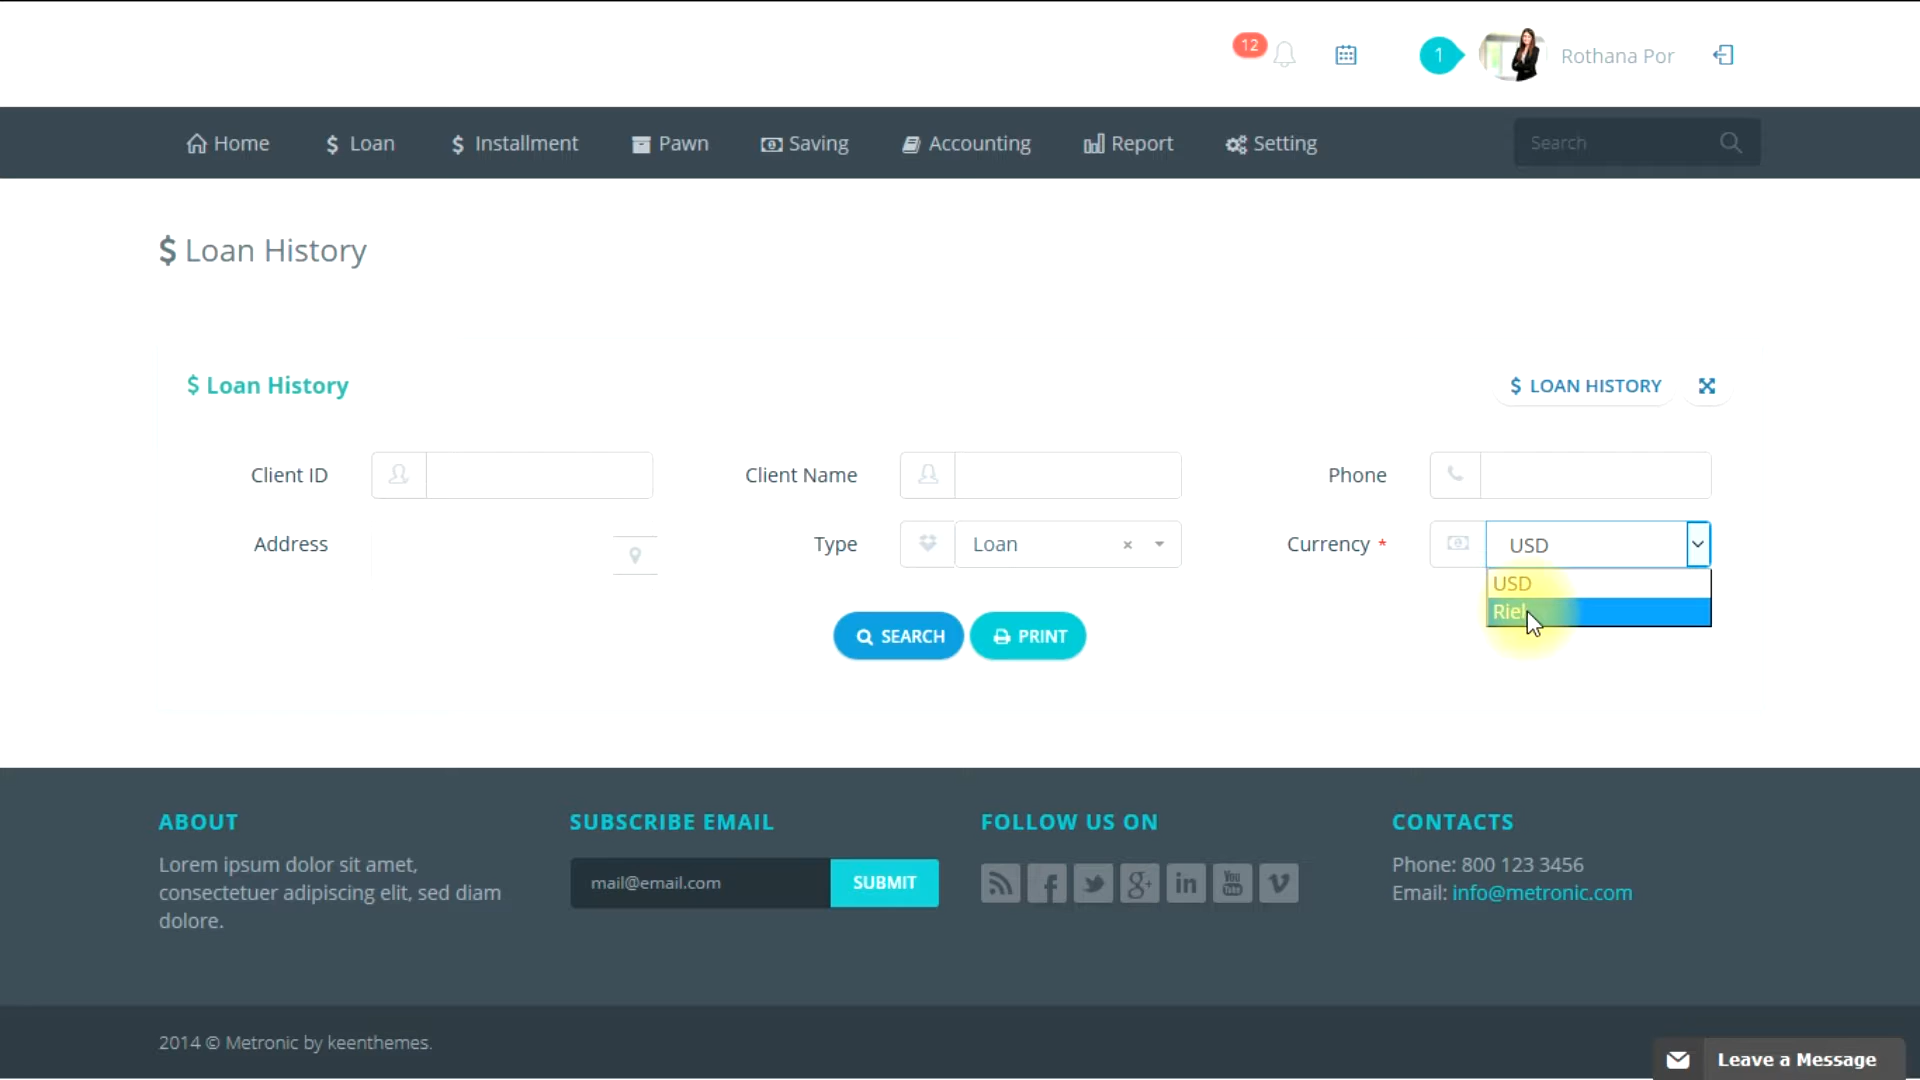 12
1
Rothana Por
Home
Loan
Installment
Pawn
Saving
Accounting
Report
Setting
Search
$ Loan History
$ Loan History
$ LOAN HISTORY
Client ID
Client Name
Phone
Address
Type
Loan × 
Currency *
USD
USD
Riel
SEARCH
PRINT
ABOUT
Lorem ipsum dolor sit amet,
consectetuer adipiscing elit, sed diam
dolore.
SUBSCRIBE EMAIL
mail@email.com
SUBMIT
FOLLOW US ON
CONTACTS
Phone: 800 123 3456
Email: info@metronic.com
2014 © Metronic by keenthemes.
Leave a Message